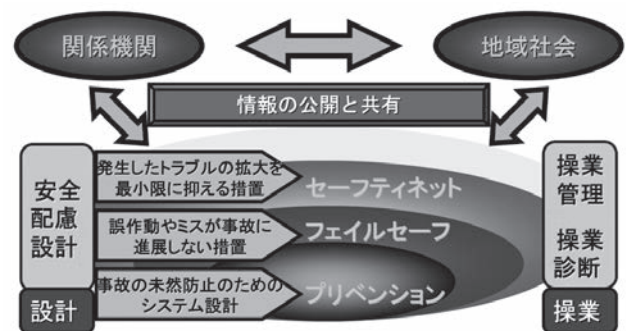 関係機関
地域社会
情報の公開と共有
安全
配慮
設計
発生したトラブルの拡大を
最小限に抑える措置
セーフティネット
誤作動やミスが事故に
進展しない措置
フェイルセーフ
事故の未然防止のための
システム設計
プリベンション
設計
操業
管理
操業
診断
操業